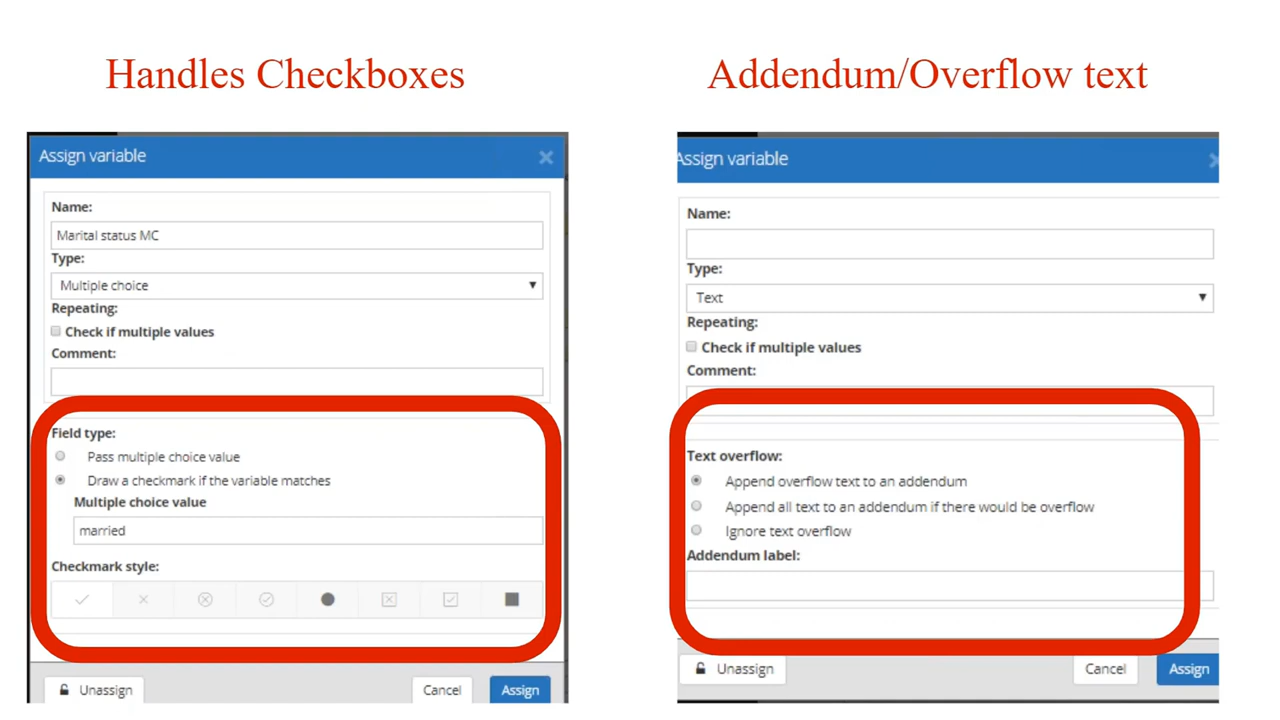 Handles Checkboxes
Assign variable
Name:
Marital status MC
Type:
Multiple choice
Repeating:
Check if multiple values
Comment:
Field type:
Pass multiple choice value
Draw a checkmark if the variable matches
Multiple choice value
married
Checkmark style:
Unassign
Cancel
Assign
Addendum/Overflow text
Assign variable
Name:
Type:
Text
Repeating:
Check if multiple values
Comment:
Text overflow:
Append overflow text to an addendum
Append all text to an addendum if there would be overflow
Ignore text overflow
Addendum label:
Unassign
Cancel
Assign